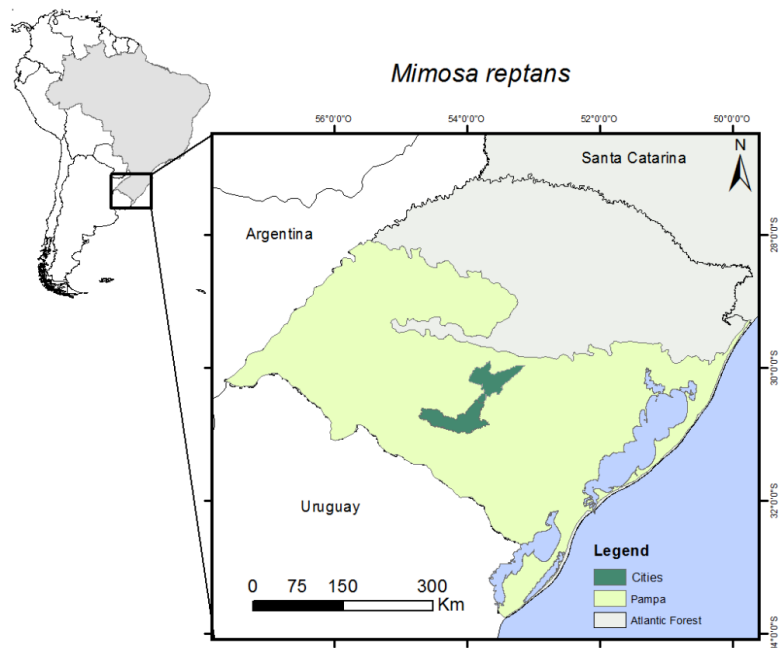 Mimosa reptans
56°0'0"O
54°0'0"O
52°0'0"O
50°0'0"O
N
Santa Catarina
Argentina
28°0'0"S
30°0'0"S
Uruguay
32°0'0"S
Legend
Cities
Pampa
Atlantic Forest
0 75 150 300
Km
34°0'0"S